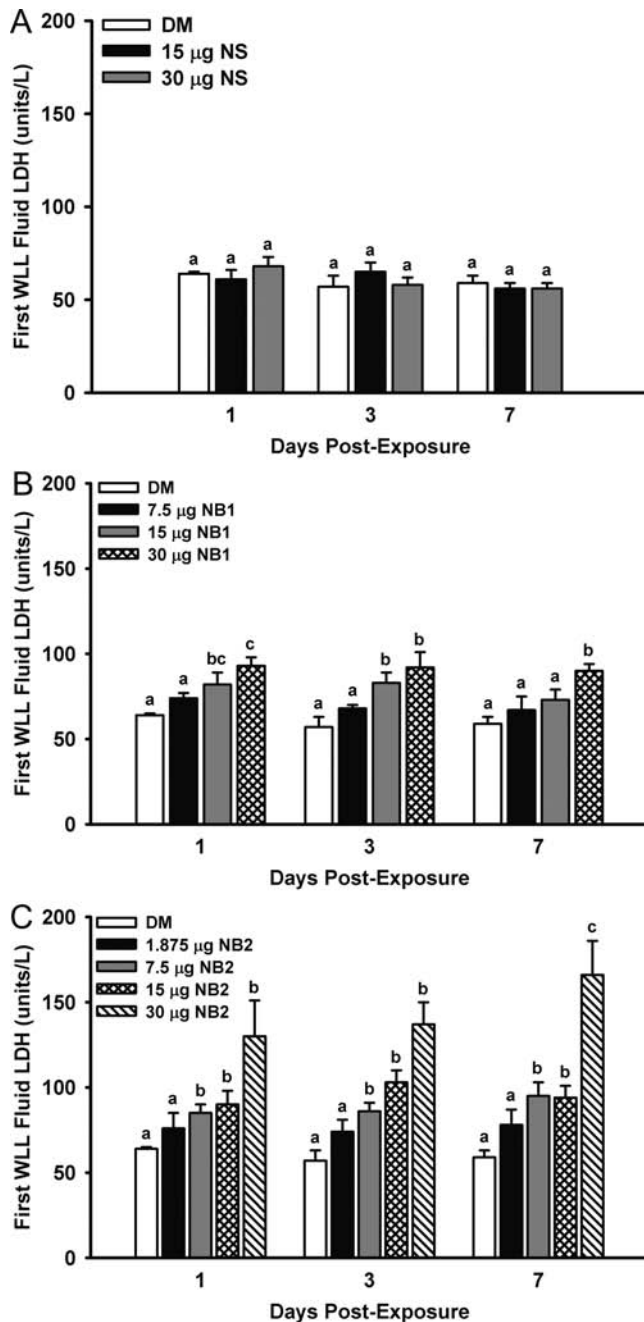 A
200
150
100
50
0
First WLL Fluid LDH (units/L)
DM
15 μg NS
30 μg NS
a a a a a a a a a
1 3 7
Days Post-Exposure
B
200
150
100
50
0
First WLL Fluid LDH (units/L)
DM
7.5 μg NB1
15 μg NB1
30 μg NB1
a a bc c a a b b a a a b
1 3 7
Days Post-Exposure
C
200
150
100
50
0
First WLL Fluid LDH (units/L)
DM
1.875 μg NB2
7.5 μg NB2
15 μg NB2
30 μg NB2
a a b b b a a b b b a a b b c
1 3 7
Days Post-Exposure